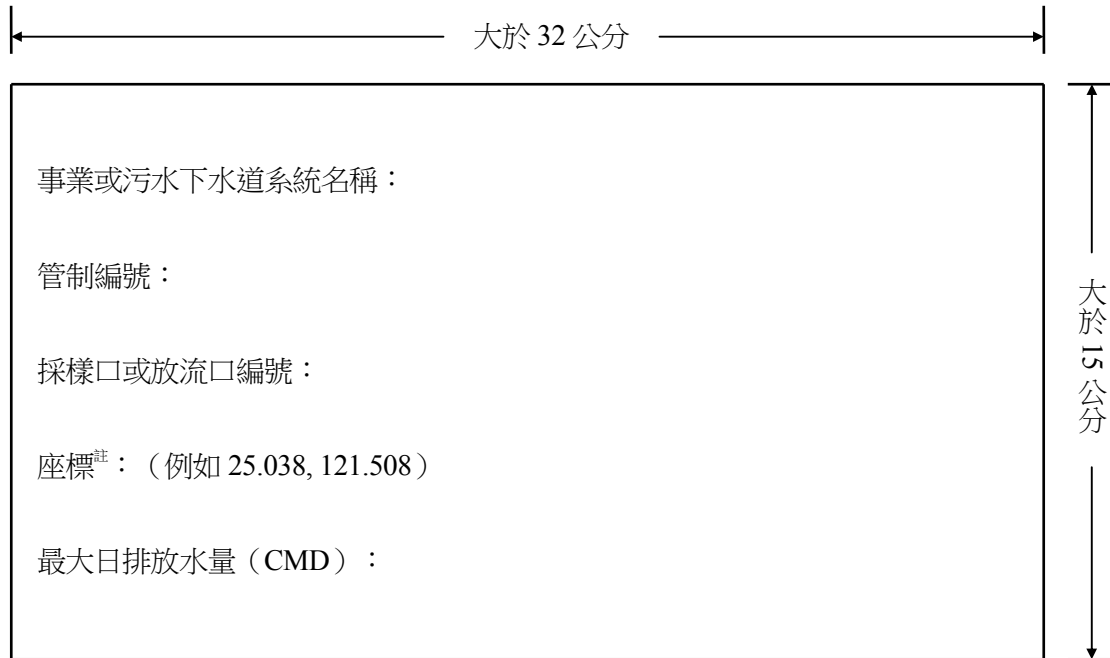 大於 32 公分
事業或污水下水道系統名稱：
管制編號：
採樣口或放流口編號：
座標註：（例如 25.038, 121.508）
最大日排放水量（CMD）：
大於 15 公分